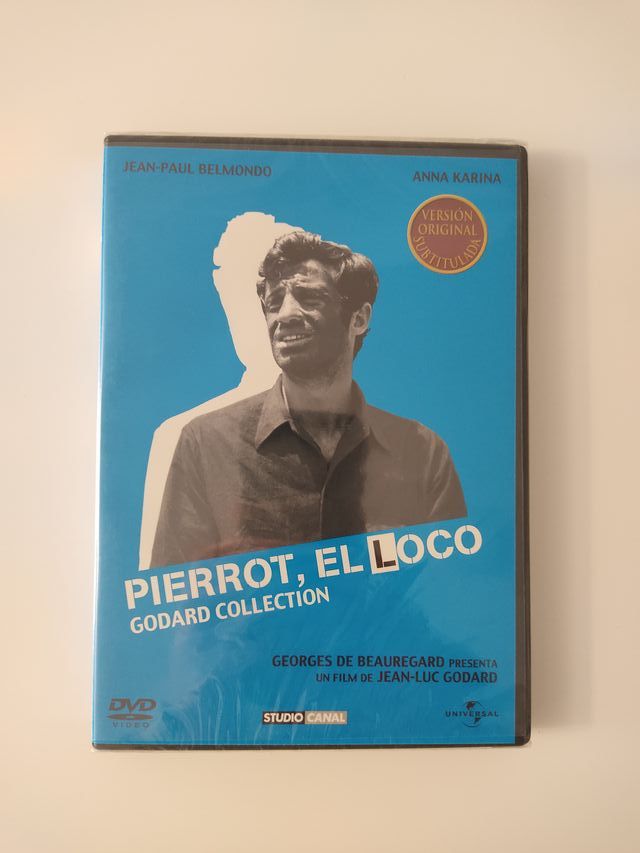 JEAN-PAUL BELMONDO
ANNA KARINA
VERSIÓN
ORIGINAL
SUBTITULADA
PIERROT, EL LOCO
GODARD COLLECTION
GEORGES DE BEAUREGARD PRESENTA
UN FILM DE JEAN-LUC GODARD
DVD
VIDEO
STUDIO CANAL
UNIVERSAL